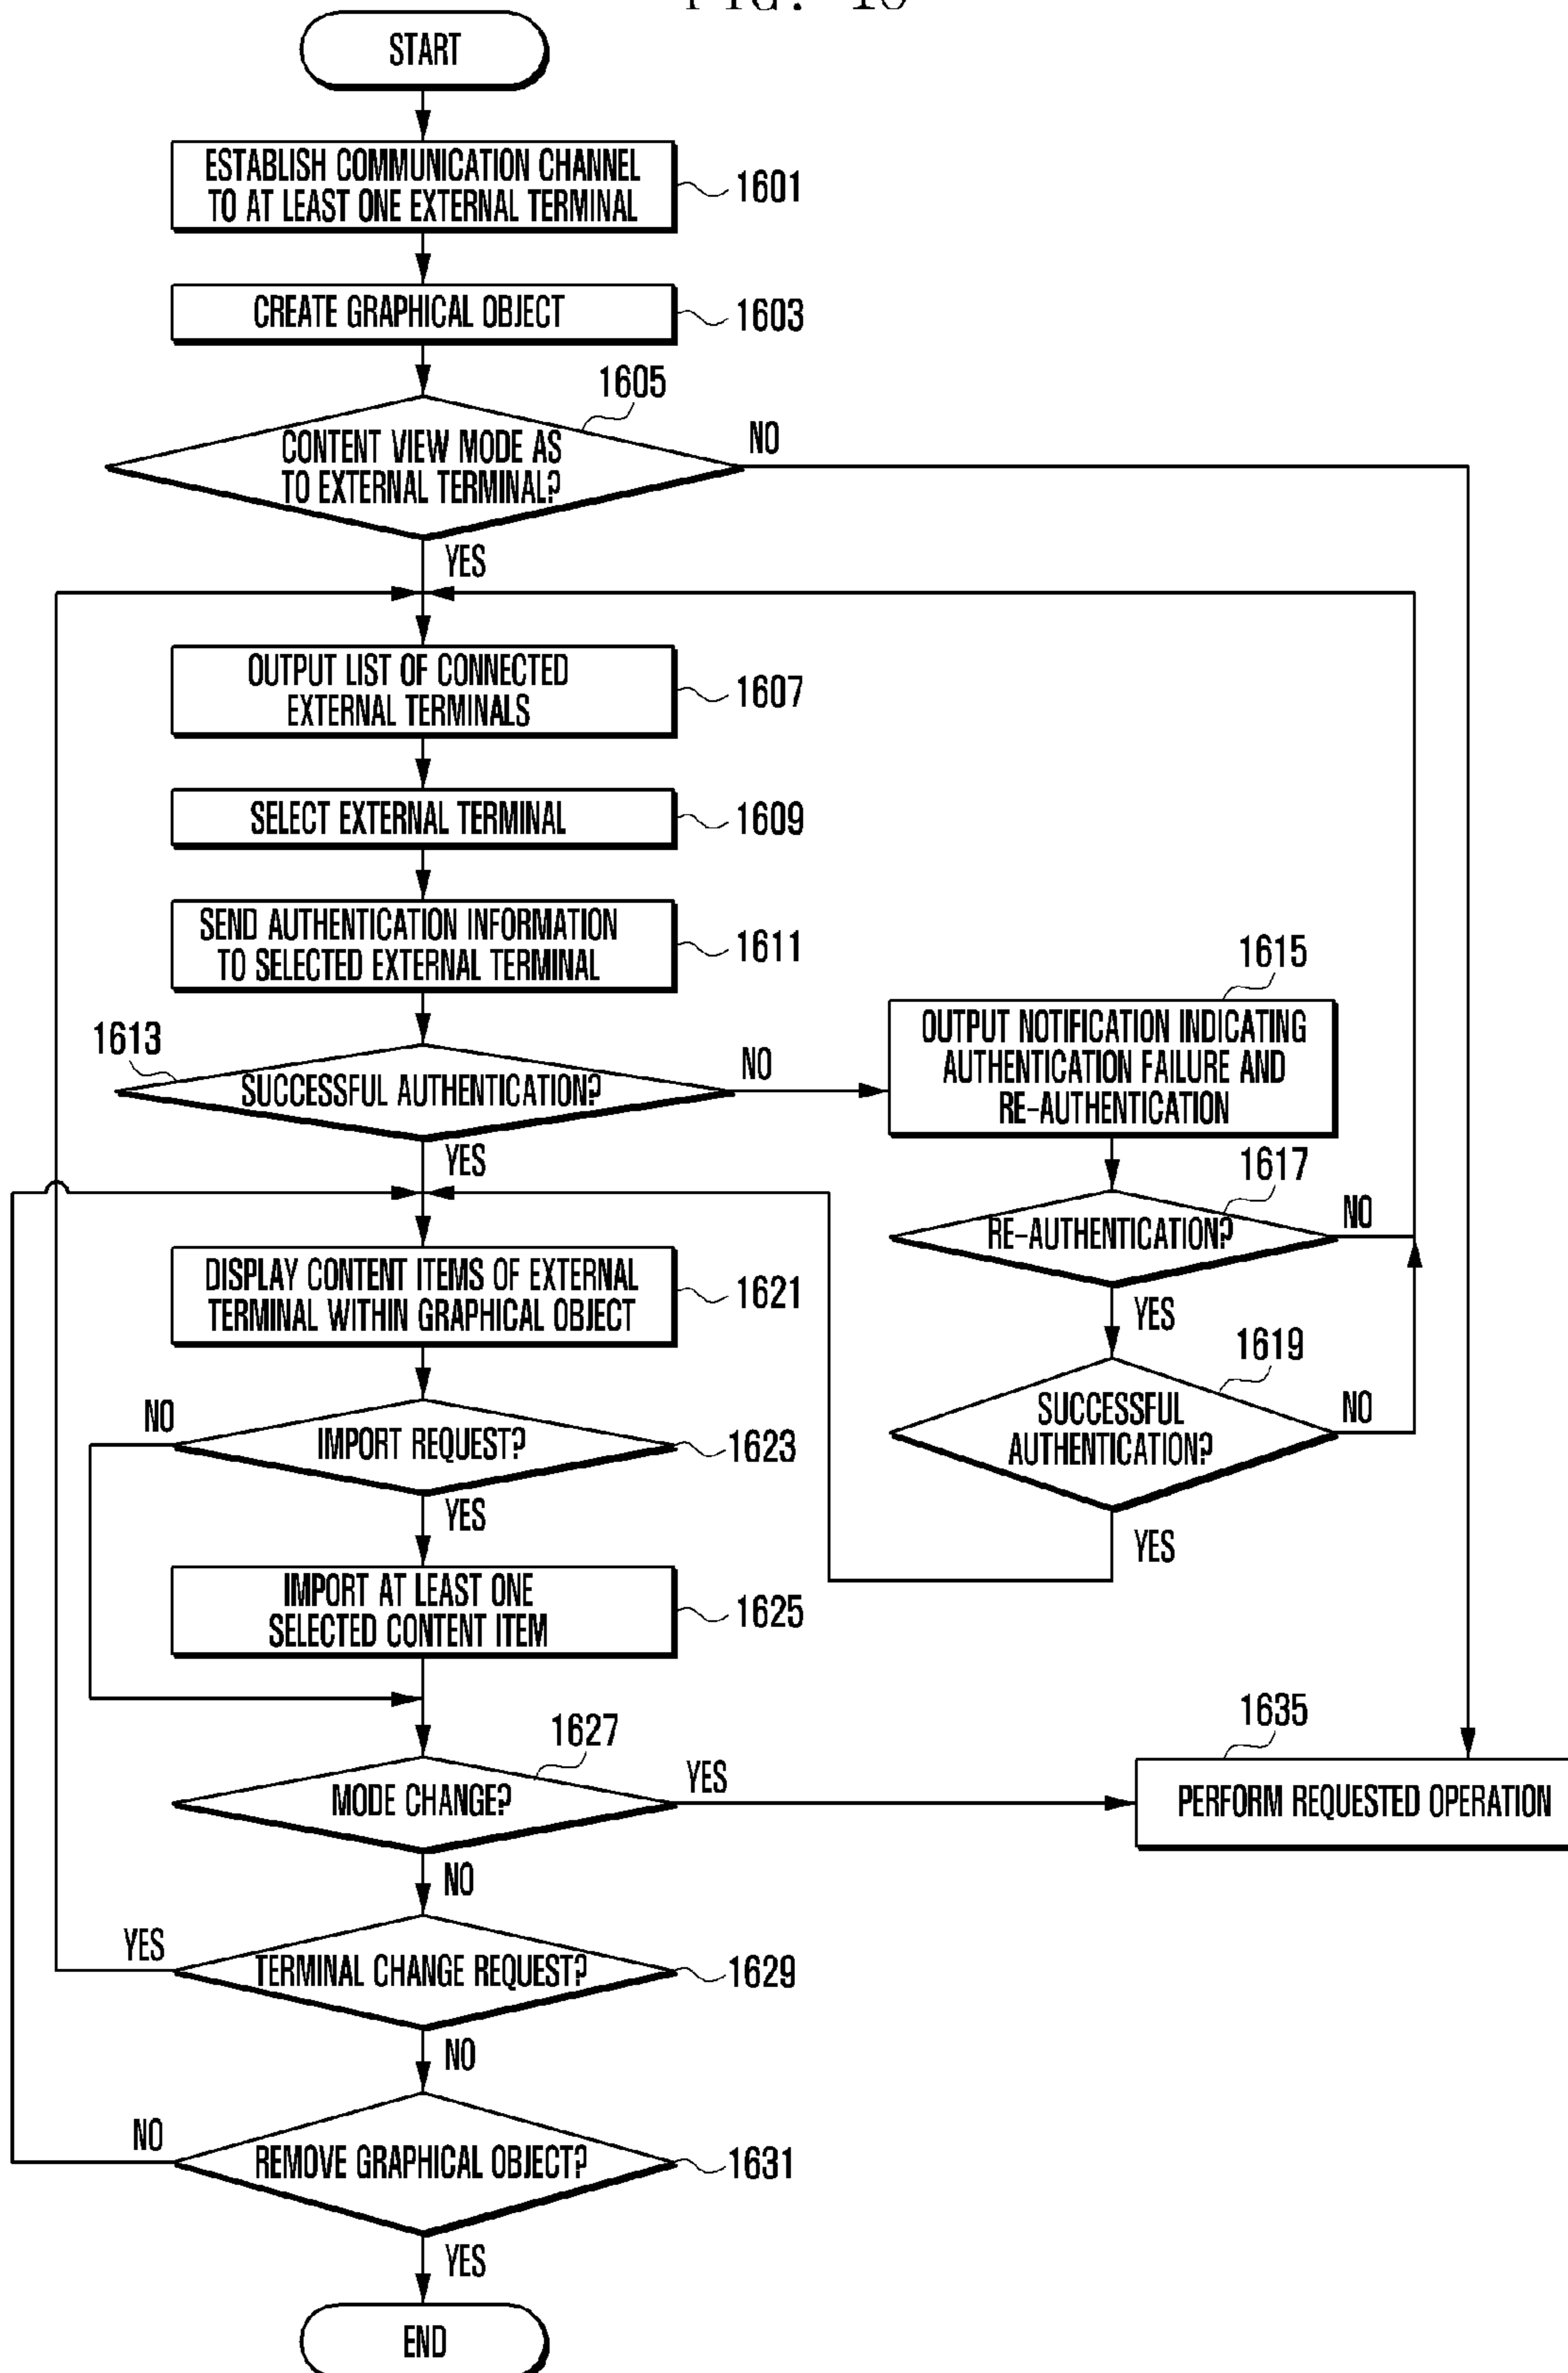 START
ESTABLISH COMMUNICATION CHANNEL
TO AT LEAST ONE EXTERNAL TERMINAL
1601
CREATE GRAPHICAL OBJECT
1603
1605
CONTENT VIEW MODE AS
TO EXTERNAL TERMINAL?
NO
YES
OUTPUT LIST OF CONNECTED
EXTERNAL TERMINALS
1607
SELECT EXTERNAL TERMINAL
1609
SEND AUTHENTICATION INFORMATION
TO SELECTED EXTERNAL TERMINAL
1611
1613
SUCCESSFUL AUTHENTICATION?
NO
YES
1615
OUTPUT NOTIFICATION INDICATING
AUTHENTICATION FAILURE AND
RE-AUTHENTICATION
1617
RE-AUTHENTICATION?
NO
YES
1619
SUCCESSFUL
AUTHENTICATION?
NO
YES
DISPLAY CONTENT ITEMS OF EXTERNAL
TERMINAL WITHIN GRAPHICAL OBJECT
1621
NO
IMPORT REQUEST?
1623
YES
IMPORT AT LEAST ONE
SELECTED CONTENT ITEM
1625
1627
MODE CHANGE?
YES
1635
PERFORM REQUESTED OPERATION
NO
YES
TERMINAL CHANGE REQUEST?
1629
NO
NO
REMOVE GRAPHICAL OBJECT?
1631
YES
END